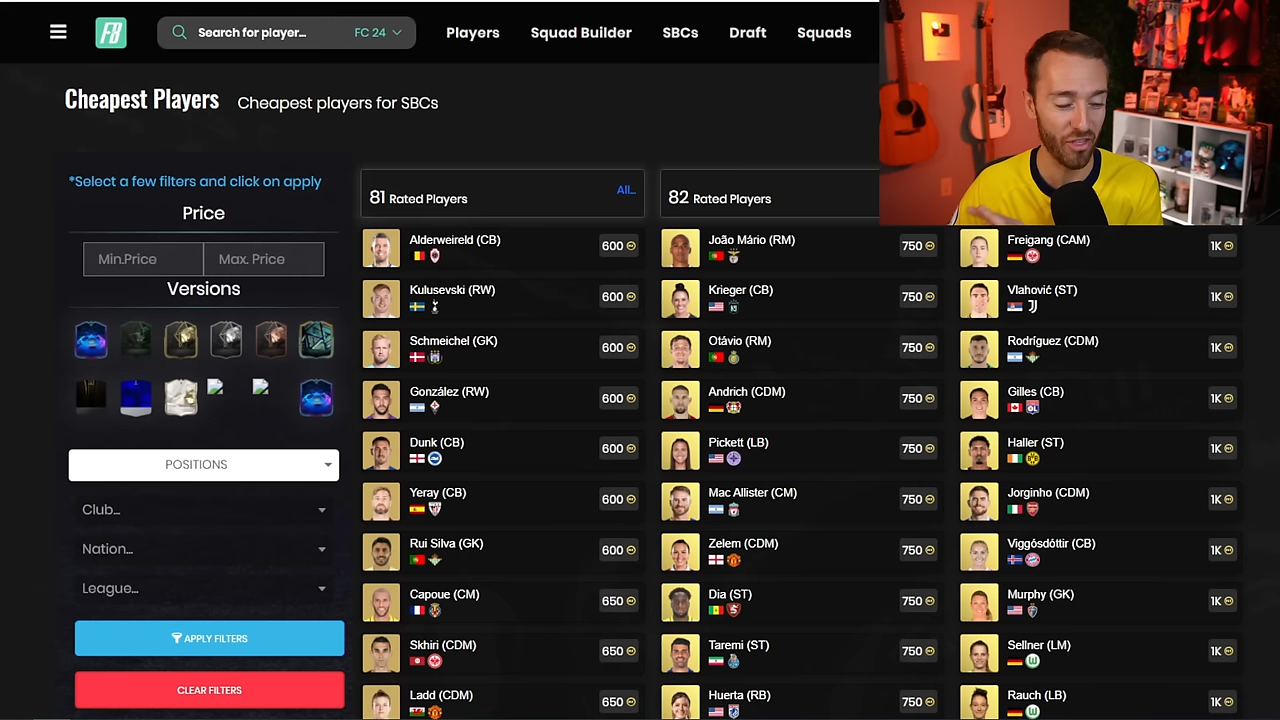 FB
Search for player...
FC 24
Players
Squad Builder
SBCs
Draft
Squads
Cheapest Players
Cheapest players for SBCs
*Select a few filters and click on apply
Price
Min.Price
Max. Price
Versions
POSITIONS
Club...
Nation...
League...
APPLY FILTERS
CLEAR FILTERS
81 Rated Players
All...
Alderweireld (CB)
600
Kulusevski (RW)
600
Schmeichel (GK)
600
González (RW)
600
Dunk (CB)
600
Yeray (CB)
600
Rui Silva (GK)
600
Capoue (CM)
650
Skhiri (CDM)
650
Ladd (CDM)
650
82 Rated Players
João Mário (RM)
750
Krieger (CB)
750
Otávio (RM)
750
Andrich (CDM)
750
Pickett (LB)
750
Mac Allister (CM)
750
Zelem (CDM)
750
Dia (ST)
750
Taremi (ST)
750
Huerta (RB)
750
Freigang (CAM)
1K
Vlahović (ST)
1K
Rodríguez (CDM)
1K
Gilles (CB)
1K
Haller (ST)
1K
Jorginho (CDM)
1K
Viggósdóttir (CB)
1K
Murphy (GK)
1K
Sellner (LM)
1K
Rauch (LB)
1K